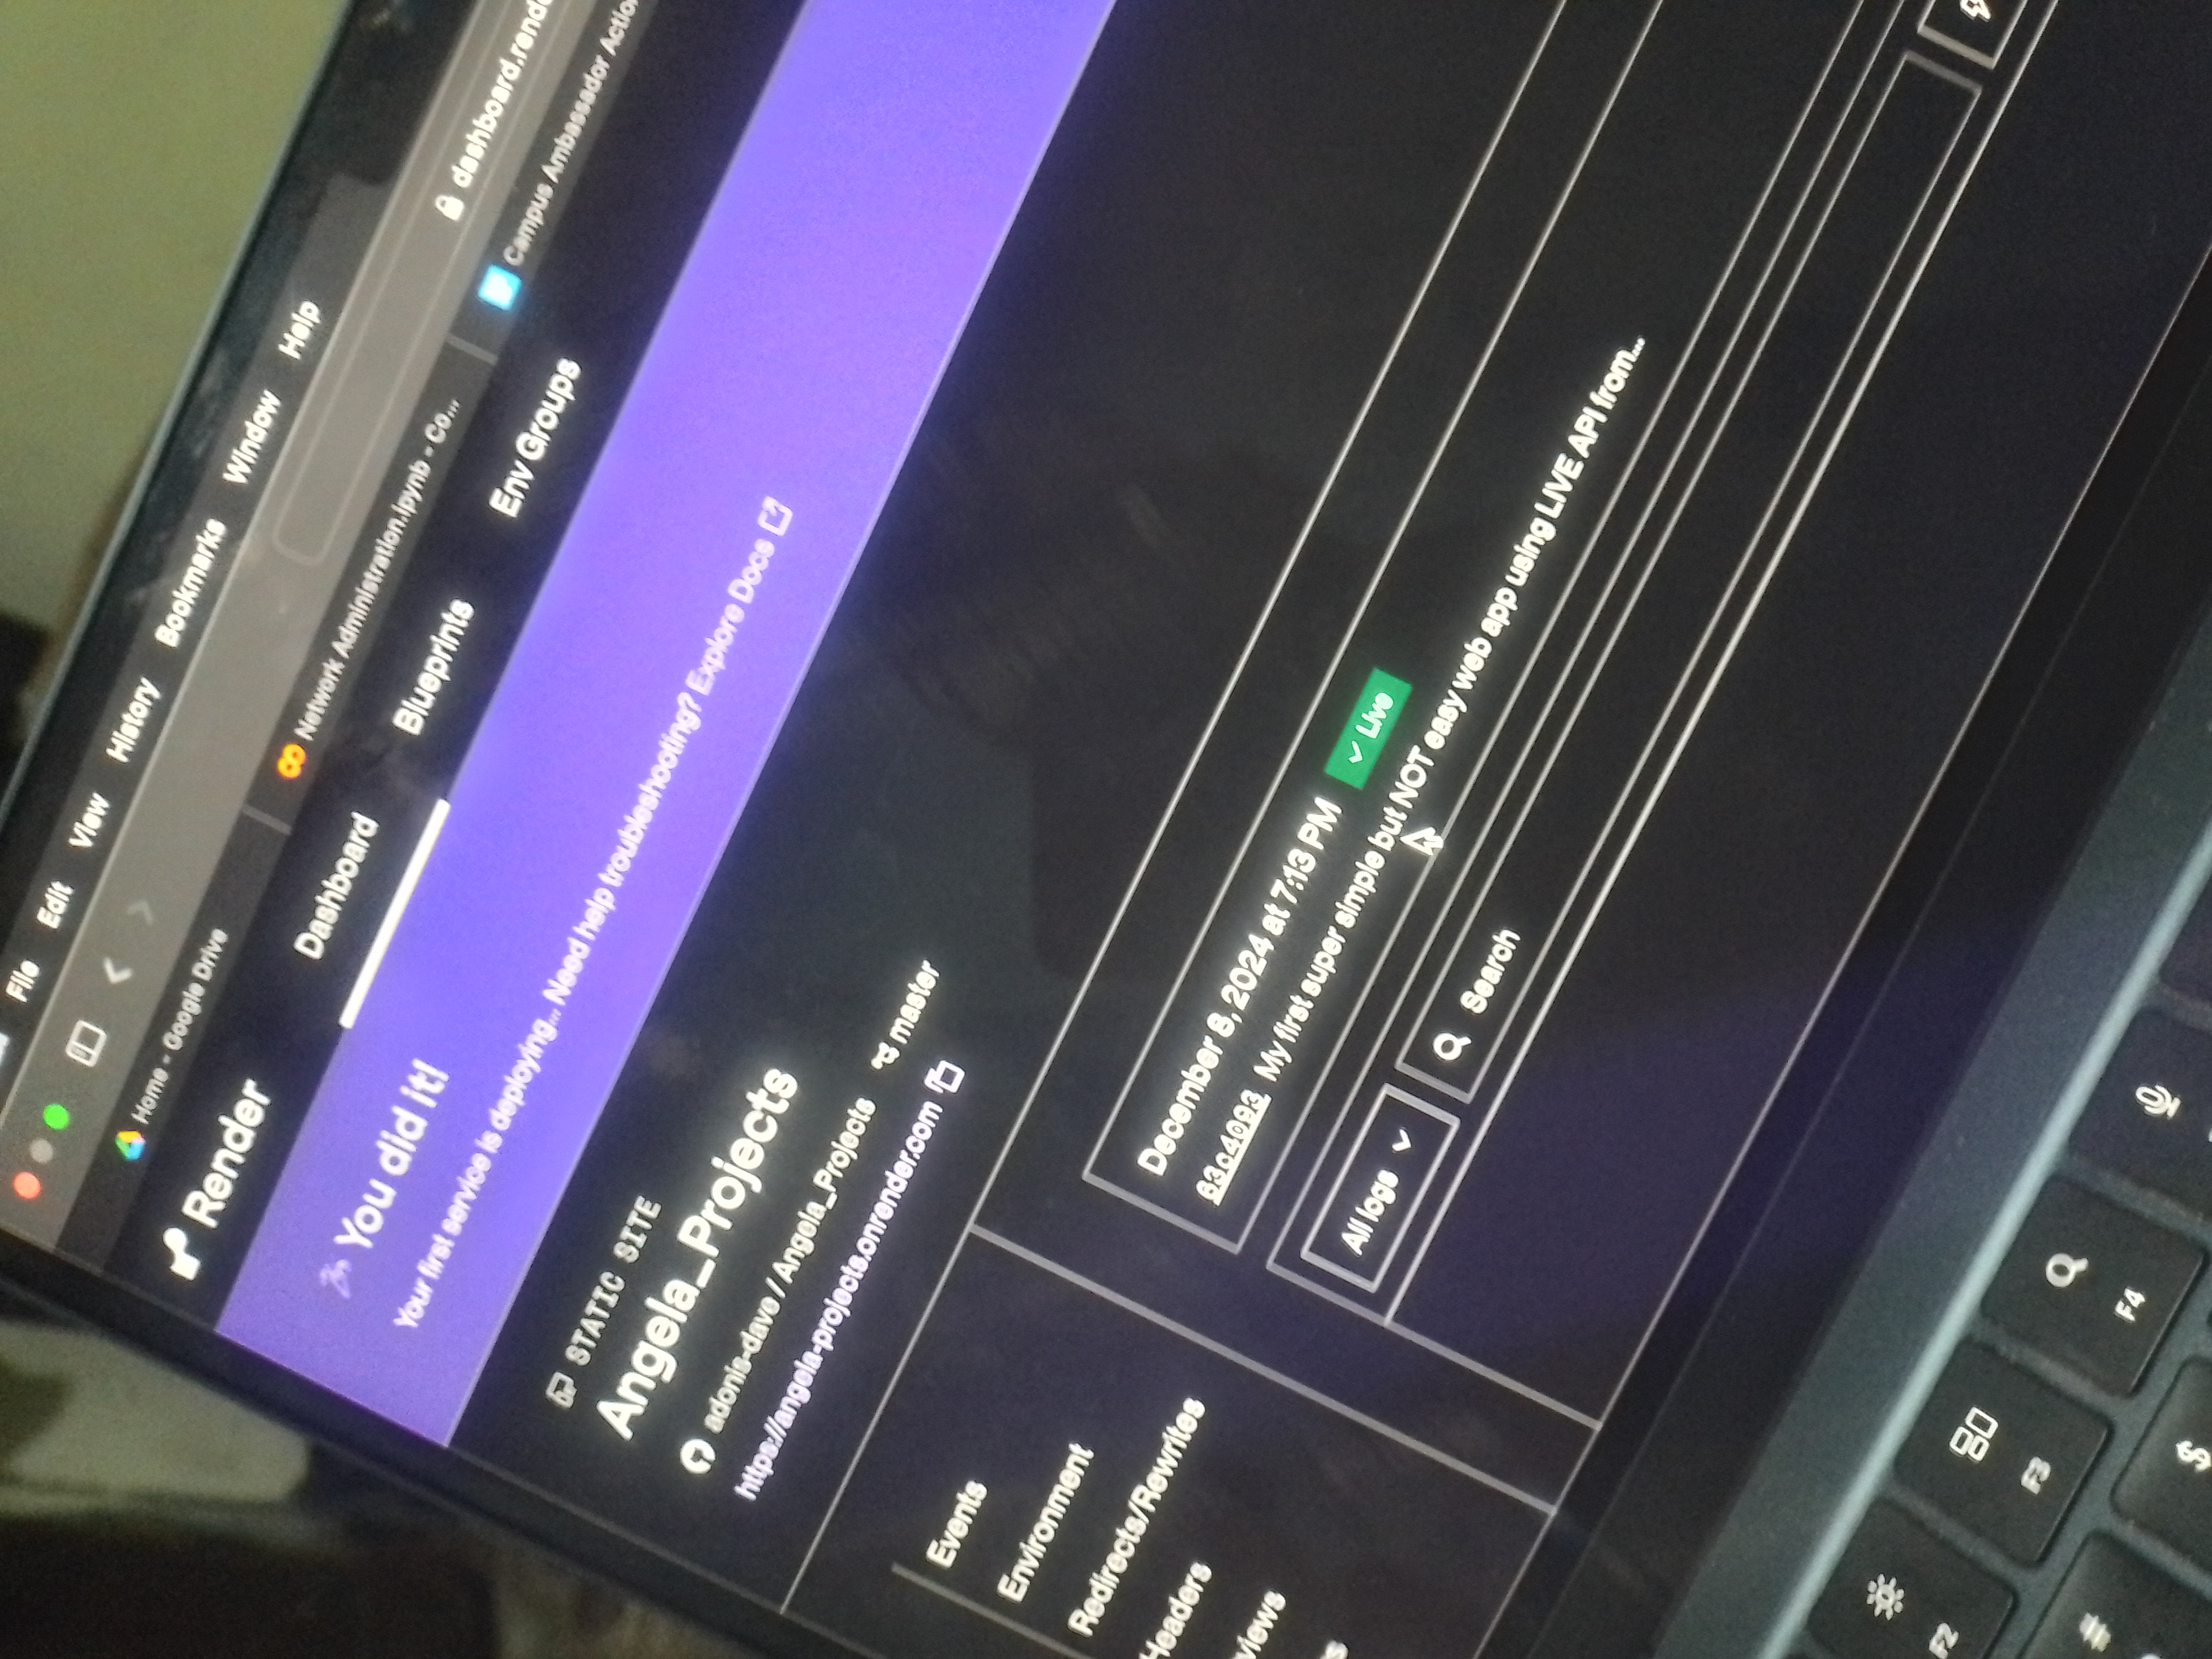 File Edit View History Bookmarks Window Help
dashboard.rend
Home - Google Drive
Network Administration.ipynb - Co...
Campus Ambassador Actio
Render
Dashboard
Blueprints
Env Groups
You did it!
Your first service is deploying... Need help troubleshooting? Explore Docs
STATIC SITE
Angela_Projects
adonis-dave / Angela_Projects master
https://angela-projects.onrender.com
Events
Environment
Redirects/Rewrites
Headers
views
s
December 8, 2024 at 7:13 PM
Live
63c4093 My first super simple but NOT easy web app using LIVE API from...
All logs
Search
F2
F3
F4
$